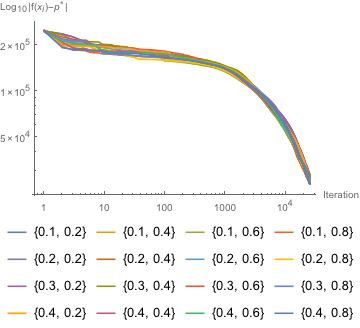 Log10|f(xi)-p*|
2×10^5
1×10^5
5×10^4
1 10 100 1000 10^4 Iteration
{0.1, 0.2} {0.1, 0.4} {0.1, 0.6} {0.1, 0.8}
{0.2, 0.2} {0.2, 0.4} {0.2, 0.6} {0.2, 0.8}
{0.3, 0.2} {0.3, 0.4} {0.3, 0.6} {0.3, 0.8}
{0.4, 0.2} {0.4, 0.4} {0.4, 0.6} {0.4, 0.8}